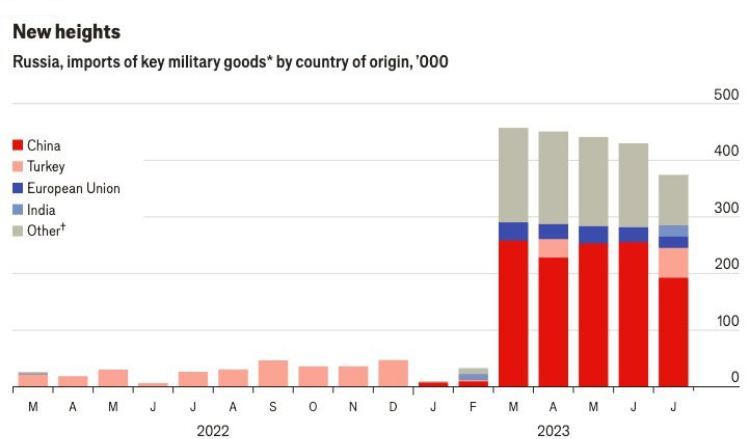 New heights
Russia, imports of key military goods* by country of origin, ’000
500
China
400
Turkey
European Union
300
India
Other†
200
100
0
M A M J J A S O N D J F M A M J J
2022 2023